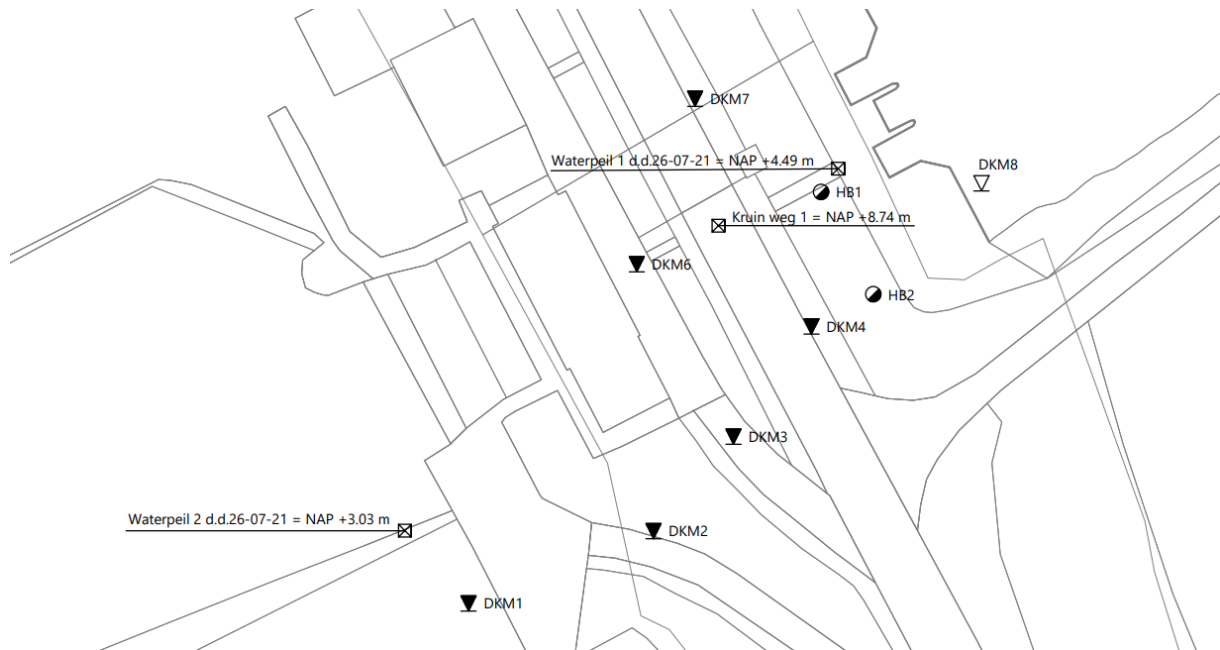 DKM7
Waterpeil 1 d.d.26-07-21 = NAP +4.49 m
DKM8
HB1
Kruin weg 1 = NAP +8.74 m
DKM6
HB2
DKM4
DKM3
Waterpeil 2 d.d.26-07-21 = NAP +3.03 m
DKM2
DKM1